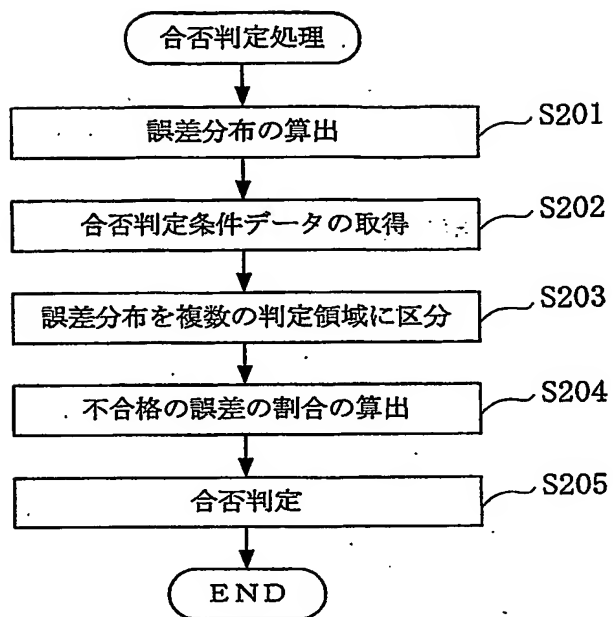 合否判定処理
誤差分布の算出
S201
合否判定条件データの取得
S202
誤差分布を複数の判定領域に区分
S203
不合格の誤差の割合の算出
S204
合否判定
S205
END